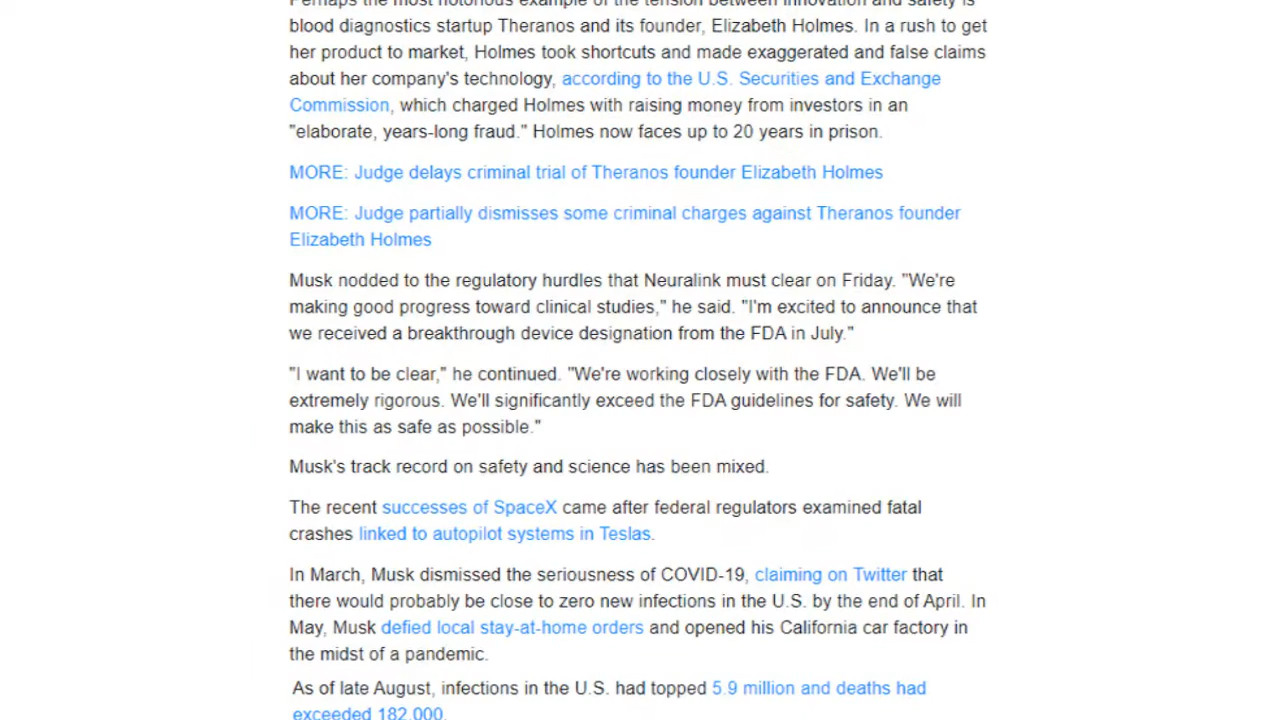 Perhaps the most notorious example of the tension between innovation and safety is
blood diagnostics startup Theranos and its founder, Elizabeth Holmes. In a rush to get
her product to market, Holmes took shortcuts and made exaggerated and false claims
about her company's technology, according to the U.S. Securities and Exchange
Commission, which charged Holmes with raising money from investors in an
"elaborate, years-long fraud." Holmes now faces up to 20 years in prison.
MORE: Judge delays criminal trial of Theranos founder Elizabeth Holmes
MORE: Judge partially dismisses some criminal charges against Theranos founder
Elizabeth Holmes
Musk nodded to the regulatory hurdles that Neuralink must clear on Friday. "We're
making good progress toward clinical studies," he said. "I'm excited to announce that
we received a breakthrough device designation from the FDA in July."
"I want to be clear," he continued. "We're working closely with the FDA. We'll be
extremely rigorous. We'll significantly exceed the FDA guidelines for safety. We will
make this as safe as possible."
Musk's track record on safety and science has been mixed.
The recent successes of SpaceX came after federal regulators examined fatal
crashes linked to autopilot systems in Teslas.
In March, Musk dismissed the seriousness of COVID-19, claiming on Twitter that
there would probably be close to zero new infections in the U.S. by the end of April. In
May, Musk defied local stay-at-home orders and opened his California car factory in
the midst of a pandemic.
As of late August, infections in the U.S. had topped 5.9 million and deaths had
exceeded 182,000.